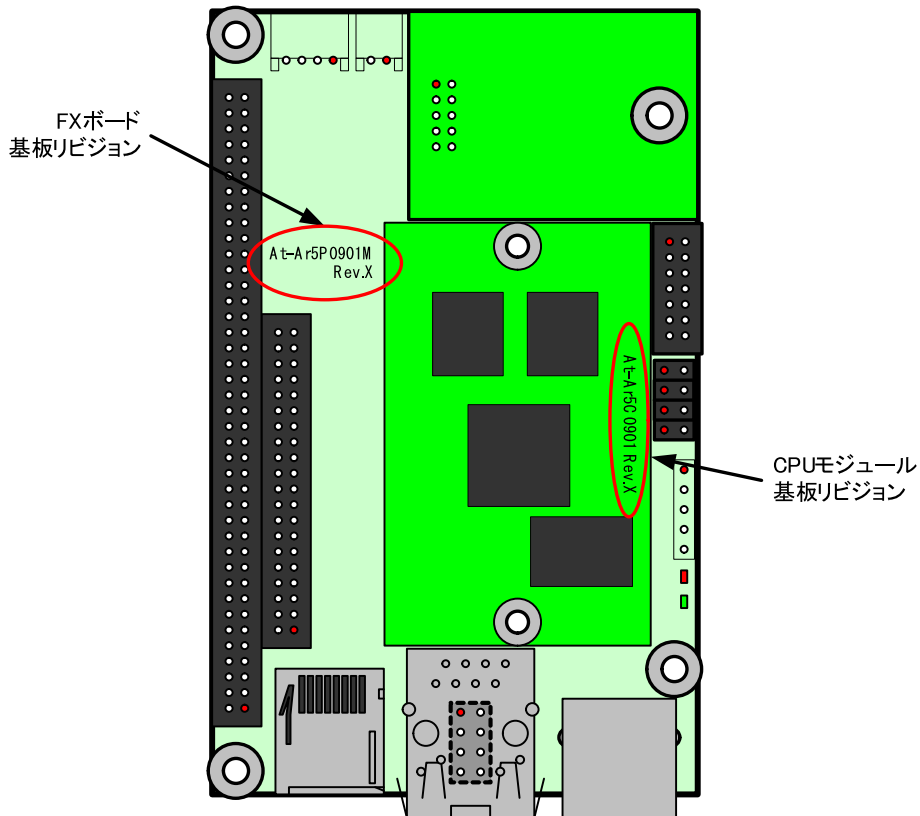 FXボード
基板リビジョン
At-Ar5P0901M
Rev.X
At-Ar5C0901 Rev.X
CPUモジュール
基板リビジョン